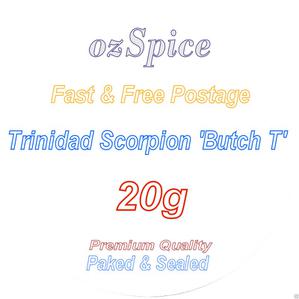 ozSpice
Fast & Free Postage
Trinidad Scorpion 'Butch T'
20g
Premium Quality
Paked & Sealed